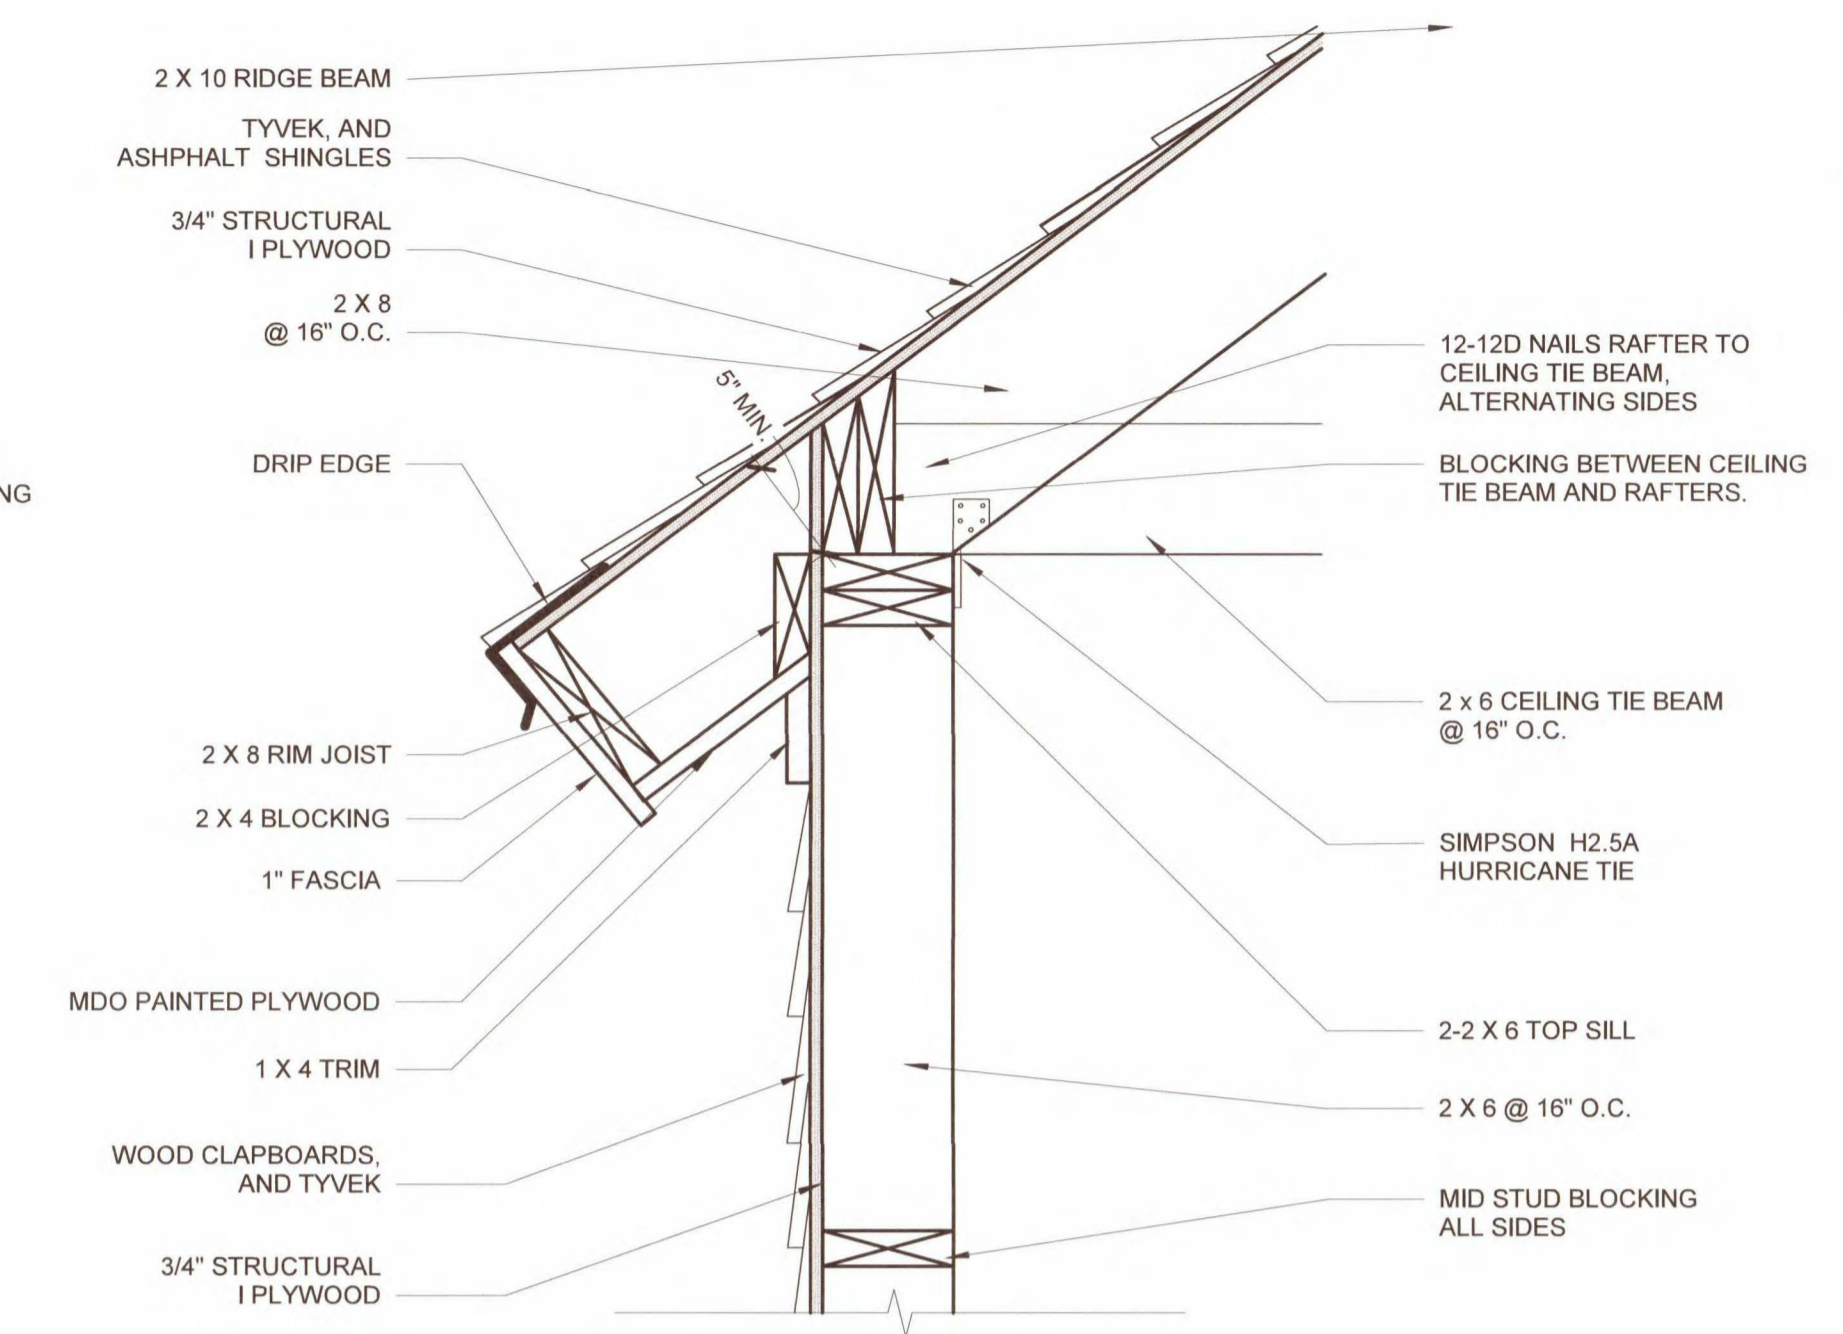 2 X 10 RIDGE BEAM
TYVEK, AND
ASHPHALT SHINGLES
3/4" STRUCTURAL
I PLYWOOD
2 X 8
@ 16" O.C.
5" MIN.
DRIP EDGE
NG
2 X 8 RIM JOIST
2 X 4 BLOCKING
1" FASCIA
MDO PAINTED PLYWOOD
1 X 4 TRIM
WOOD CLAPBOARDS,
AND TYVEK
3/4" STRUCTURAL
I PLYWOOD
12-12D NAILS RAFTER TO
CEILING TIE BEAM,
ALTERNATING SIDES
BLOCKING BETWEEN CEILING
TIE BEAM AND RAFTERS.
2 x 6 CEILING TIE BEAM
@ 16" O.C.
SIMPSON H2.5A
HURRICANE TIE
2-2 X 6 TOP SILL
2 X 6 @ 16" O.C.
MID STUD BLOCKING
ALL SIDES